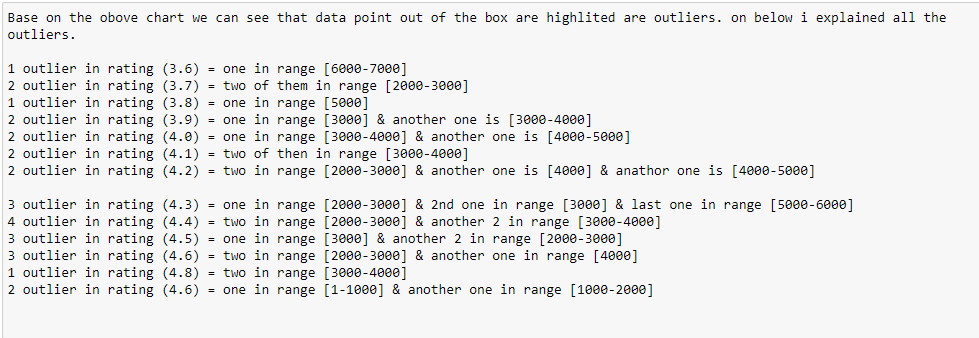 Base on the obove chart we can see that data point out of the box are highlited are outliers. on below i explained all the
outliers.
1 outlier in rating (3.6) = one in range [6000-7000]
2 outlier in rating (3.7) = two of them in range [2000-3000]
1 outlier in rating (3.8) = one in range [5000]
2 outlier in rating (3.9) = one in range [3000] & another one is [3000-4000]
2 outlier in rating (4.0) = one in range [3000-4000] & another one is [4000-5000]
2 outlier in rating (4.1) = two of then in range [3000-4000]
2 outlier in rating (4.2) = two in range [2000-3000] & another one is [4000] & anathor one is [4000-5000]
3 outlier in rating (4.3) = one in range [2000-3000] & 2nd one in range [3000] & last one in range [5000-6000]
4 outlier in rating (4.4) = two in range [2000-3000] & another 2 in range [3000-4000]
3 outlier in rating (4.5) = one in range [3000] & another 2 in range [2000-3000]
3 outlier in rating (4.6) = two in range [2000-3000] & another one in range [4000]
1 outlier in rating (4.8) = two in range [3000-4000]
2 outlier in rating (4.6) = one in range [1-1000] & another one in range [1000-2000]